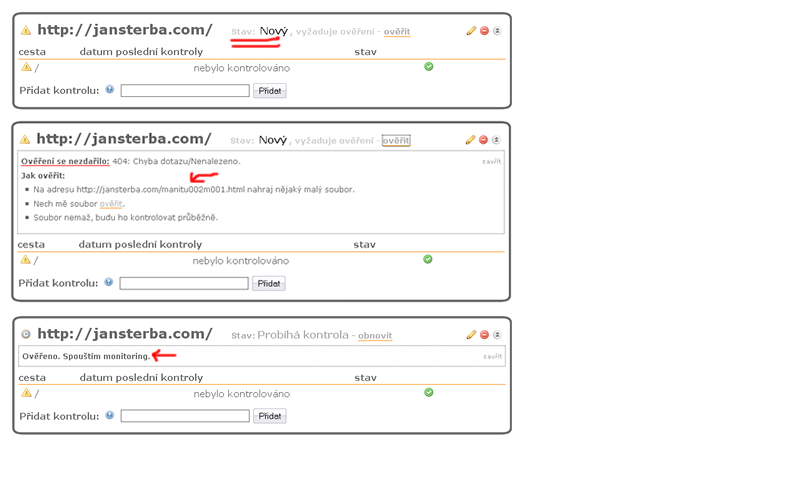 http://jansterba.com/ Stav: Nový , vyžaduje ověření - ověřit
cesta datum poslední kontroly stav
/ nebylo kontrolováno
Přidat kontrolu: Přidat
http://jansterba.com/ Stav: Nový , vyžaduje ověření - ověřit
Ověření se nezdařilo: 404: Chyba dotazu/Nenalezeno. zavřít
Jak ověřit:
Na adresu http://jansterba.com/manitu002m001.html nahraj nějaký malý soubor.
Nech mě soubor ověřit.
Soubor nemaž, budu ho kontrolovat průběžně.
cesta datum poslední kontroly stav
/ nebylo kontrolováno
Přidat kontrolu: Přidat
http://jansterba.com/ Stav: Probíhá kontrola - obnovit
Ověřeno. Spouštím monitoring. zavřít
cesta datum poslední kontroly stav
/ nebylo kontrolováno
Přidat kontrolu: Přidat